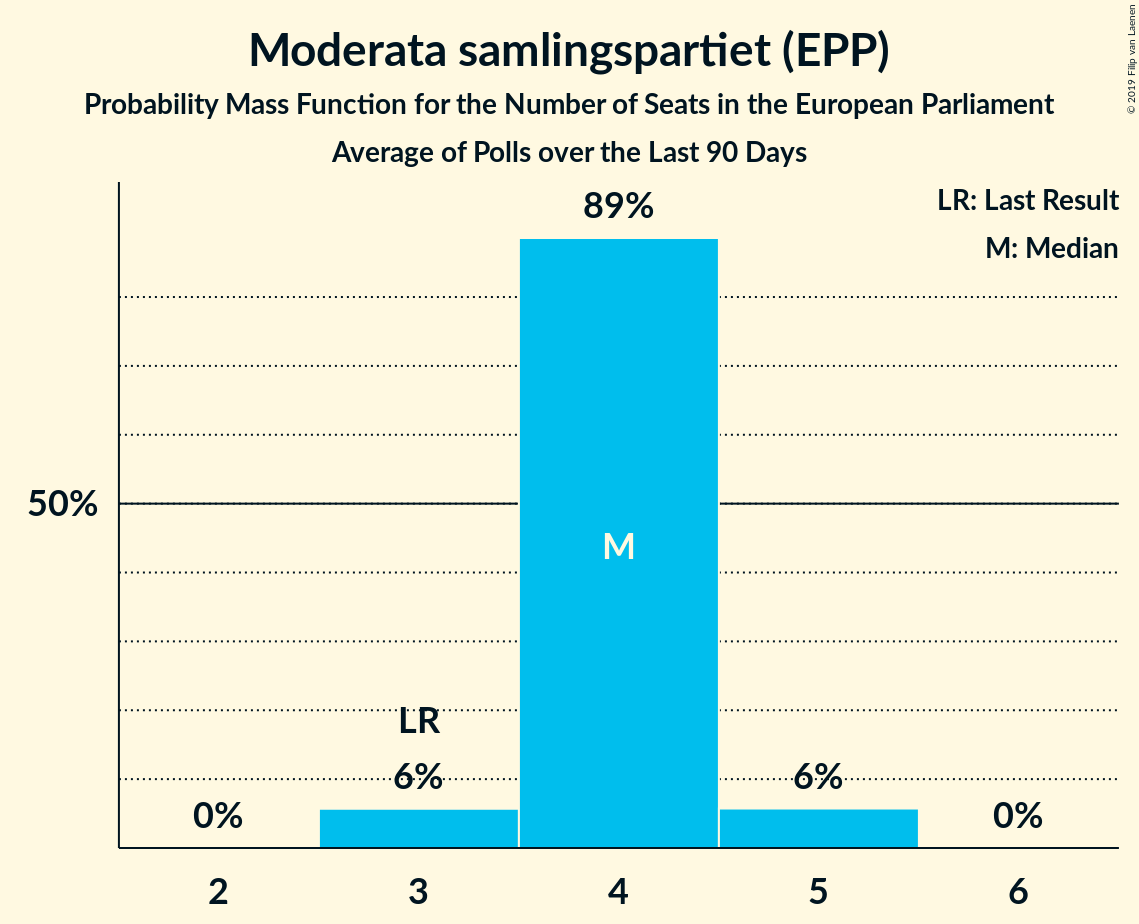 Moderata samlingspartiet (EPP)
Probability Mass Function for the Number of Seats in the European Parliament
Average of Polls over the Last 90 Days
© 2019 Filip van Laenen
LR: Last Result
M: Median
89%
50%
M
LR
6%
6%
0%
0%
2
3
4
5
6